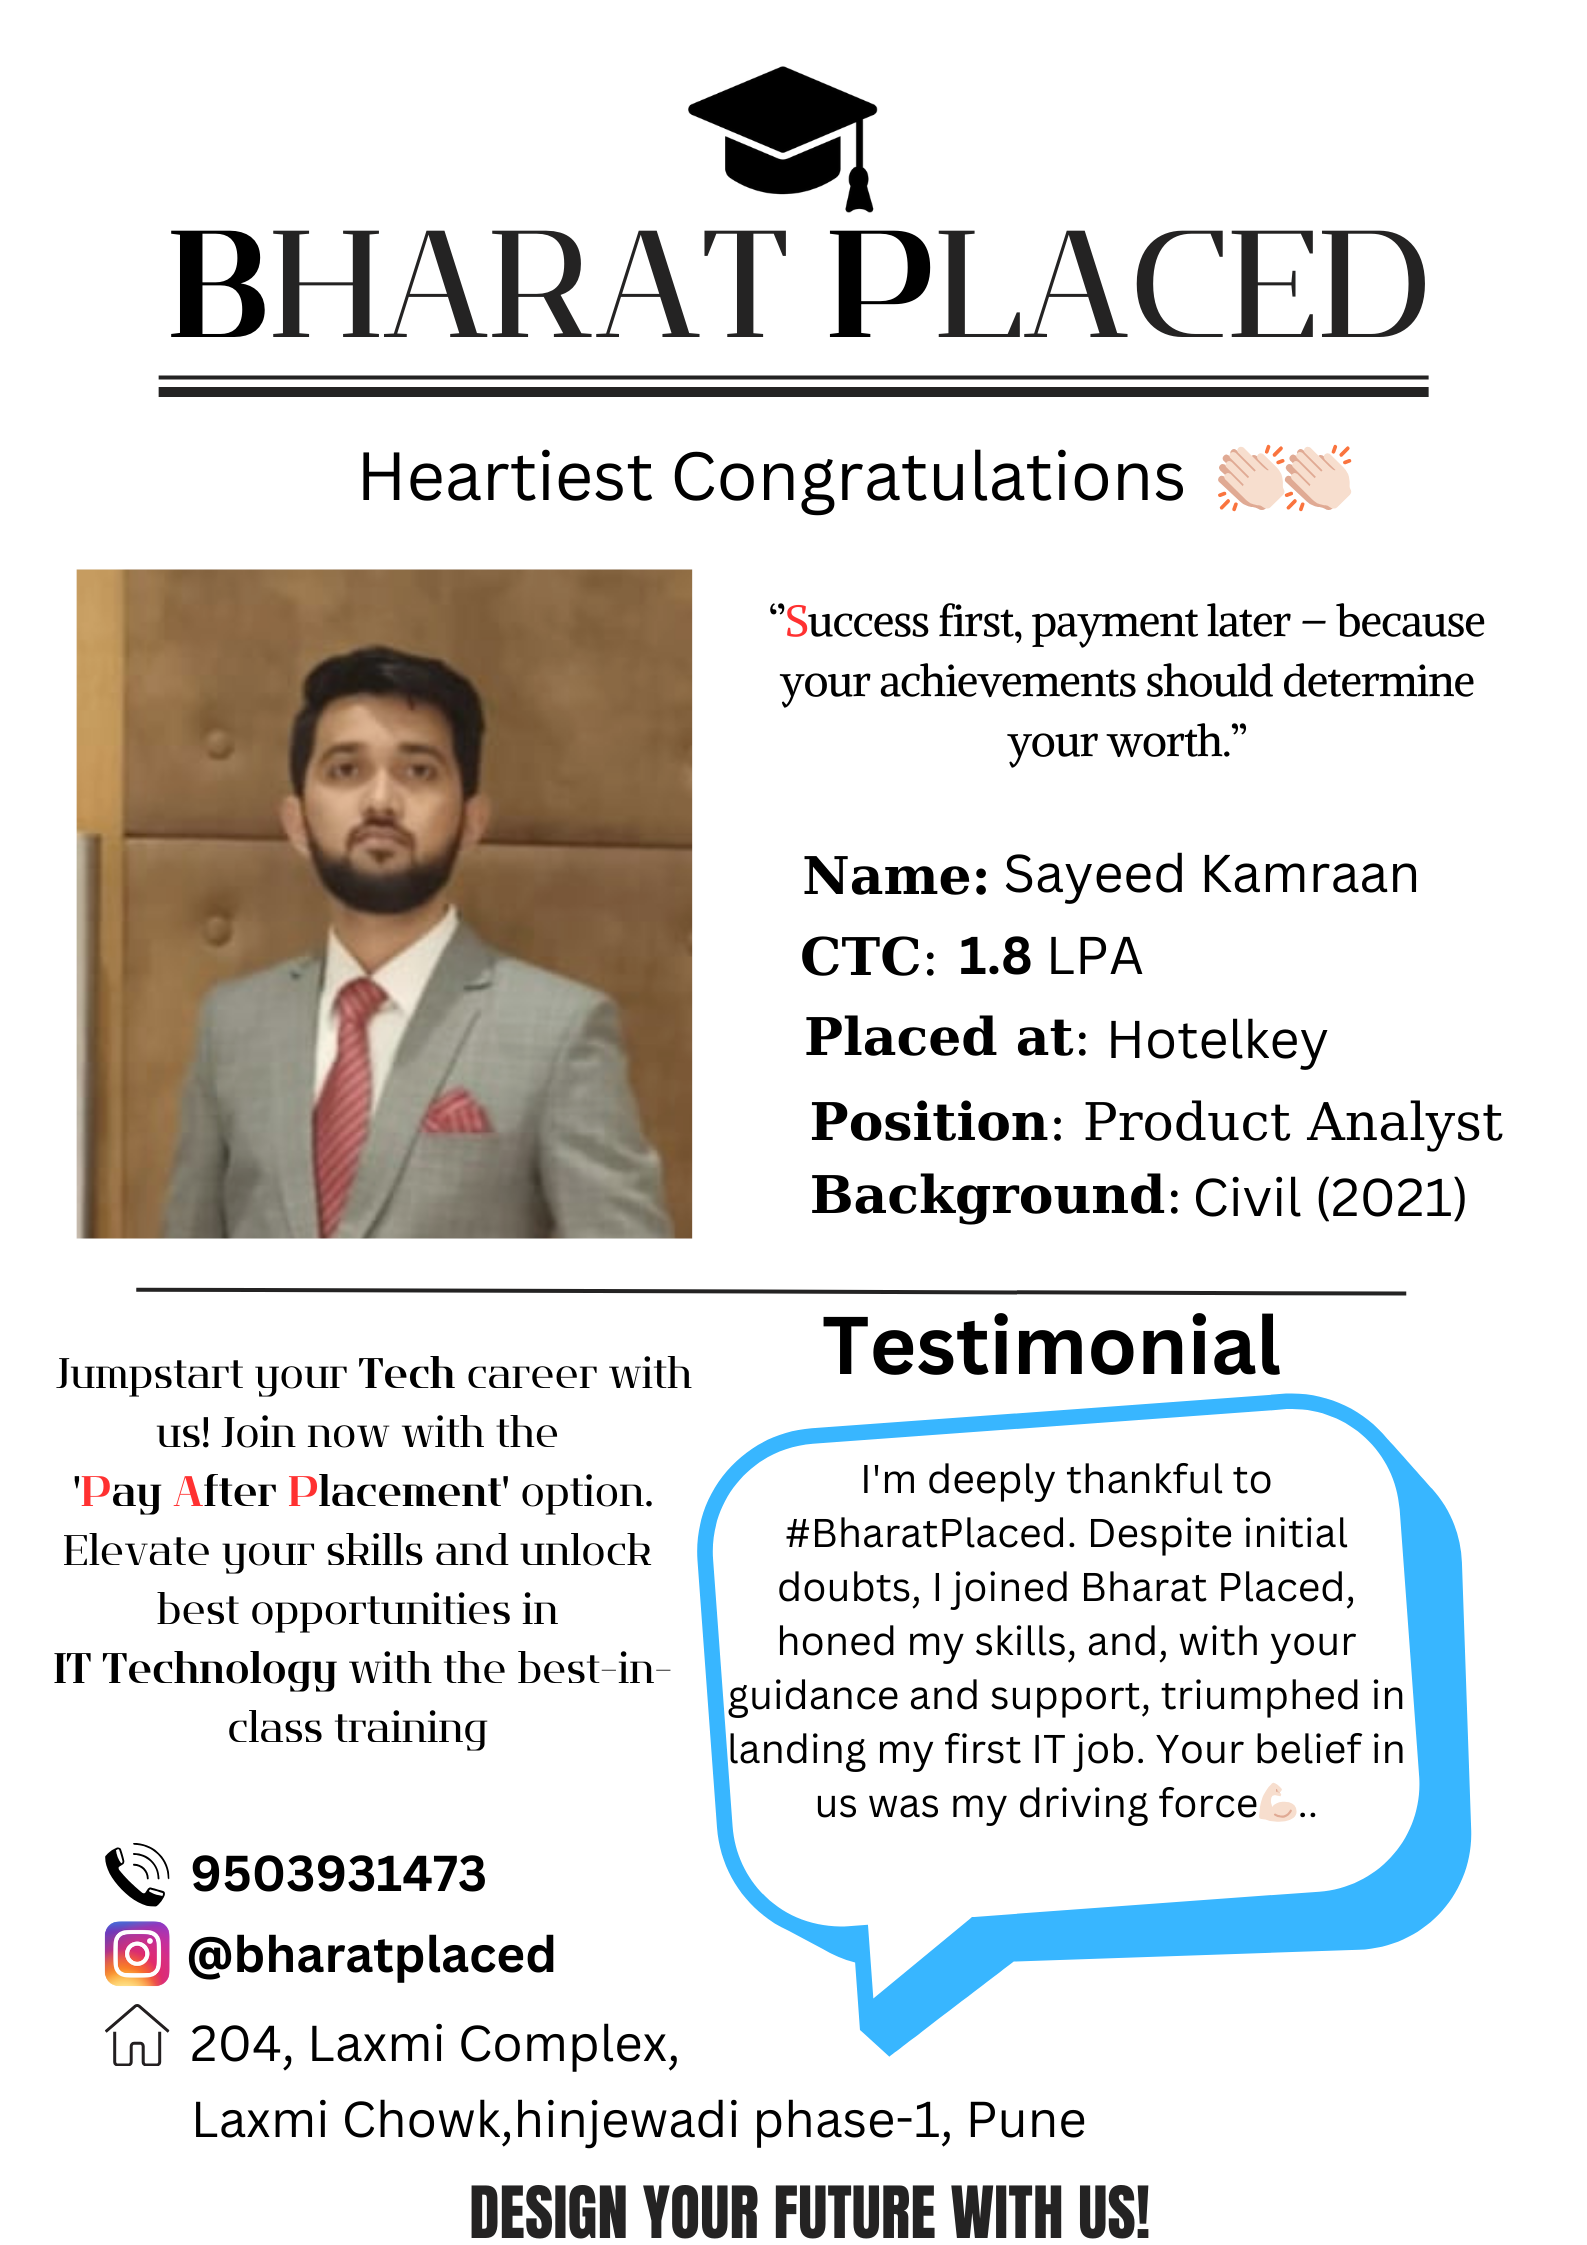 BHARAT PLACED
Heartiest Congratulations 👏🏻👏🏻
“Success first, payment later – because
your achievements should determine
your worth.”
Name: Sayeed Kamraan
CTC: 1.8 LPA
Placed at: Hotelkey
Position: Product Analyst
Background: Civil (2021)
Jumpstart your Tech career with
us! Join now with the
'Pay After Placement' option.
Elevate your skills and unlock
best opportunities in
IT Technology with the best-in-
class training
Testimonial
I'm deeply thankful to
#BharatPlaced. Despite initial
doubts, I joined Bharat Placed,
honed my skills, and, with your
guidance and support, triumphed in
landing my first IT job. Your belief in
us was my driving force💪🏻..
9503931473
@bharatplaced
204, Laxmi Complex,
Laxmi Chowk,hinjewadi phase-1, Pune
DESIGN YOUR FUTURE WITH US!